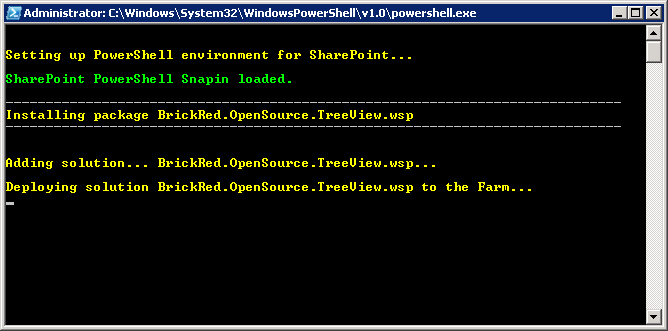 Administrator: C:\Windows\System32\WindowsPowerShell\v1.0\powershell.exe
Setting up PowerShell environment for SharePoint...
SharePoint PowerShell Snapin loaded.
Installing package BrickRed.OpenSource.TreeView.wsp
Adding solution... BrickRed.OpenSource.TreeView.wsp...
Deploying solution BrickRed.OpenSource.TreeView.wsp to the Farm...